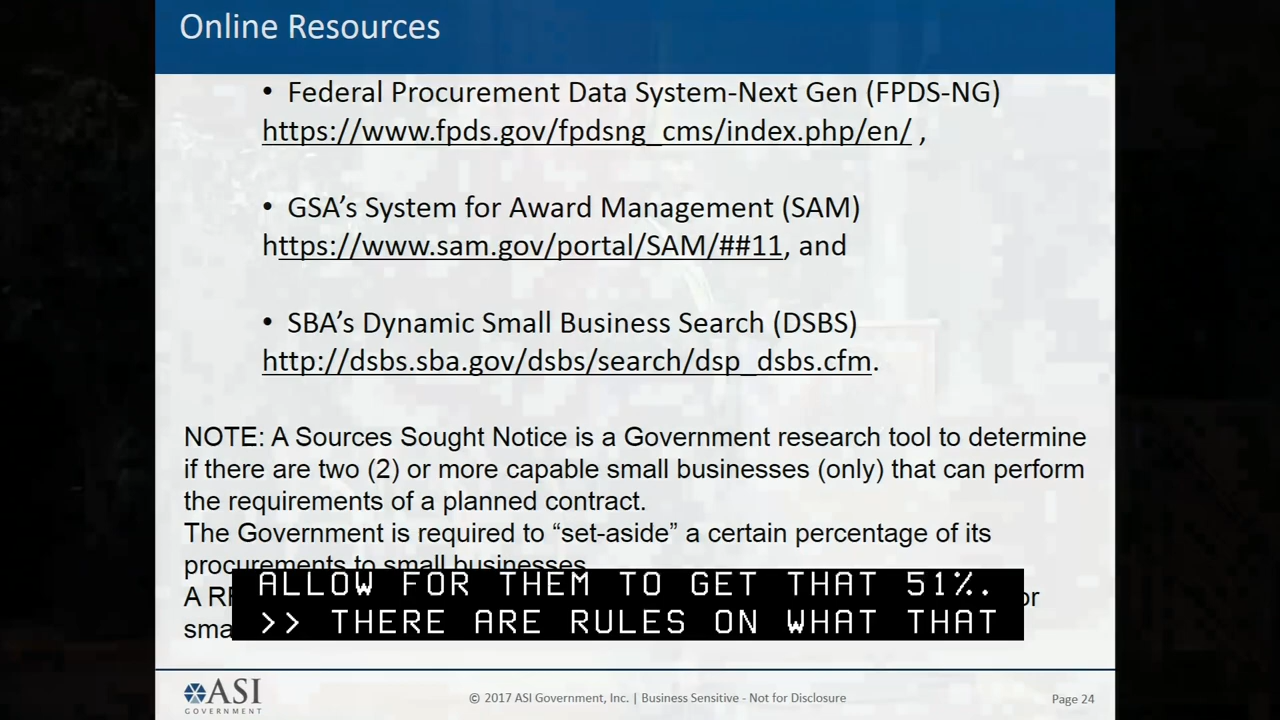 Online Resources
• Federal Procurement Data System-Next Gen (FPDS-NG)
https://www.fpds.gov/fpdsng_cms/index.php/en/ ,
• GSA’s System for Award Management (SAM)
https://www.sam.gov/portal/SAM/##11, and
• SBA’s Dynamic Small Business Search (DSBS)
http://dsbs.sba.gov/dsbs/search/dsp_dsbs.cfm.
NOTE: A Sources Sought Notice is a Government research tool to determine
if there are two (2) or more capable small businesses (only) that can perform
the requirements of a planned contract.
The Government is required to “set-aside” a certain percentage of its
procurements to small businesses
A
ALLOW FOR THEM TO GET THAT 51%.
>> THERE ARE RULES ON WHAT THAT
ASI
GOVERNMENT
© 2017 ASI Government, Inc. | Business Sensitive - Not for Disclosure
Page 24